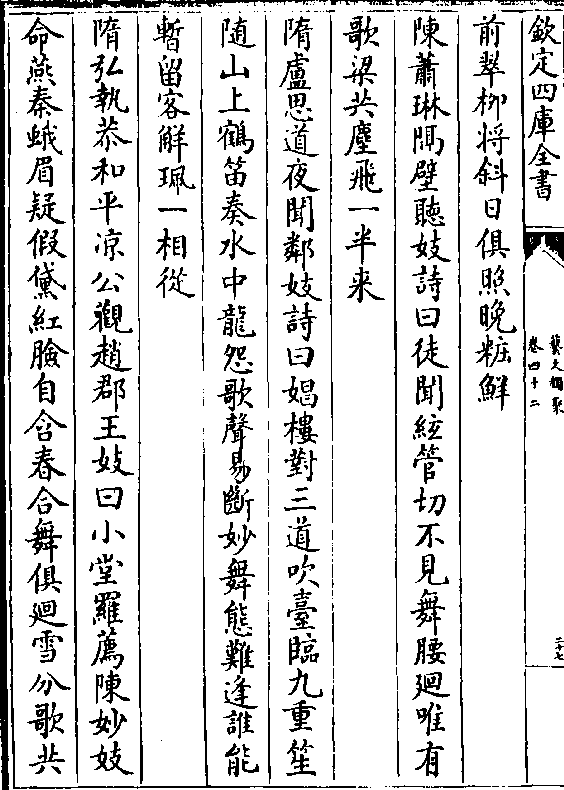 欽定四庫全書
藝文類聚
卷四十二
二十七
前翠栁将斜日俱照晚粧鮮
陳蕭琳隔壁聽妓詩曰徒聞絃管切不見舞腰廻唯有
歌梁共塵飛一半来
隋盧思道夜聞鄰妓詩曰娼樓對三道吹臺臨九重笙
随山上鶴笛奏水中龍怨歌聲易斷妙舞態難逢誰能
暫留客解珮一相從
隋弘執恭和平凉公觀趙郡王妓曰小堂羅薦陳妙妓
命燕秦蛾眉疑假黛紅臉自含春合舞俱廻雪分歌共